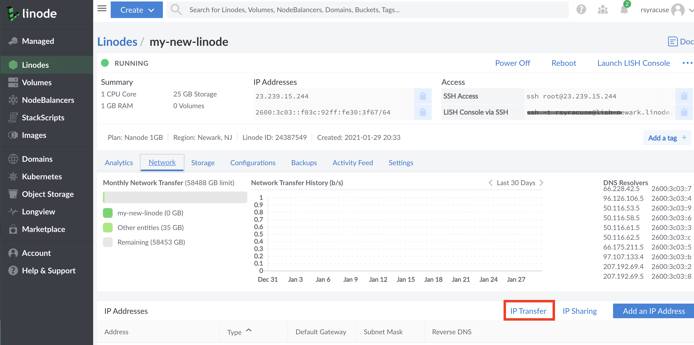 linode
Create
Search for Linodes, Volumes, NodeBalancers, Domains, Buckets, Tags...
2
rsyracuse
Managed
Linodes
Volumes
NodeBalancers
StackScripts
Images
Domains
Kubernetes
Object Storage
Longview
Marketplace
Account
Help & Support
Linodes / my-new-linode
Doc
RUNNING
Power Off Reboot Launch LISH Console
Summary
1 CPU Core 25 GB Storage
1 GB RAM 0 Volumes
IP Addresses
23.239.15.244
2600:3c03::f03c:92ff:fe30:3f67/64
Access
SSH Access ssh root@23.239.15.244
LISH Console via SSH newark.linode
Plan: Nanode 1GB Region: Newark, NJ Linode ID: 24387549 Created: 2021-01-29 20:33
Add a tag +
Analytics Network Storage Configurations Backups Activity Feed Settings
Monthly Network Transfer (58488 GB limit)
my-new-linode (0 GB)
Other entities (35 GB)
Remaining (58453 GB)
Network Transfer History (b/s)
Last 30 Days
1
0.9
0.8
0.7
0.6
0.5
0.4
0.3
0.2
0.1
0
Dec 31 Jan 3 Jan 6 Jan 9 Jan 12 Jan 15 Jan 18 Jan 21 Jan 24 Jan 27
DNS Resolvers
66.228.42.5 2600:3c03::7
96.126.106.5 2600:3c03::4
50.116.53.5 2600:3c03::9
50.116.58.5 2600:3c03::6
50.116.61.5 2600:3c03::3
50.116.62.5 2600:3c03::c
66.175.211.5 2600:3c03::5
97.107.133.4 2600:3c03::b
207.192.69.4 2600:3c03::2
207.192.69.5 2600:3c03::8
IP Addresses
IP Transfer IP Sharing Add an IP Address
Address Type Default Gateway Subnet Mask Reverse DNS